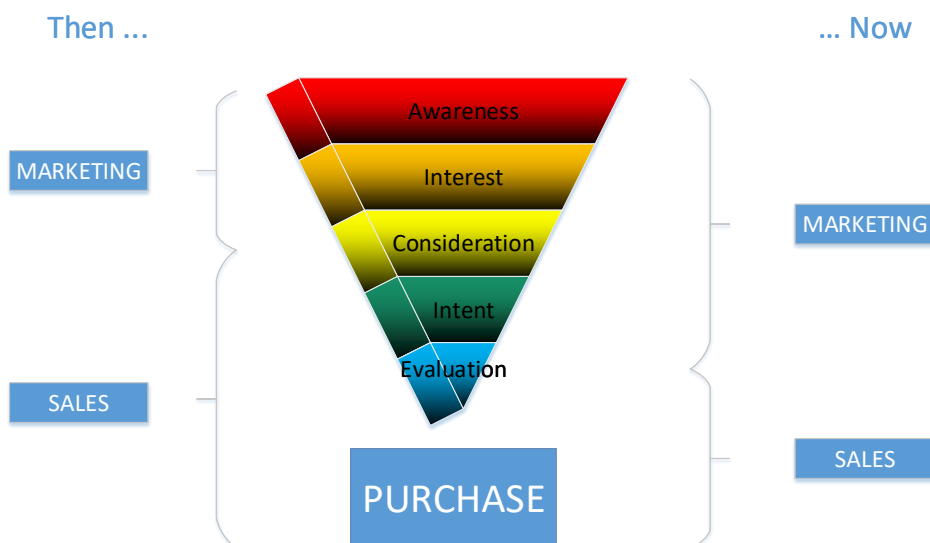 Then ...
... Now
Awareness
MARKETING
Interest
MARKETING
Consideration
Intent
Evaluation
SALES
SALES
PURCHASE